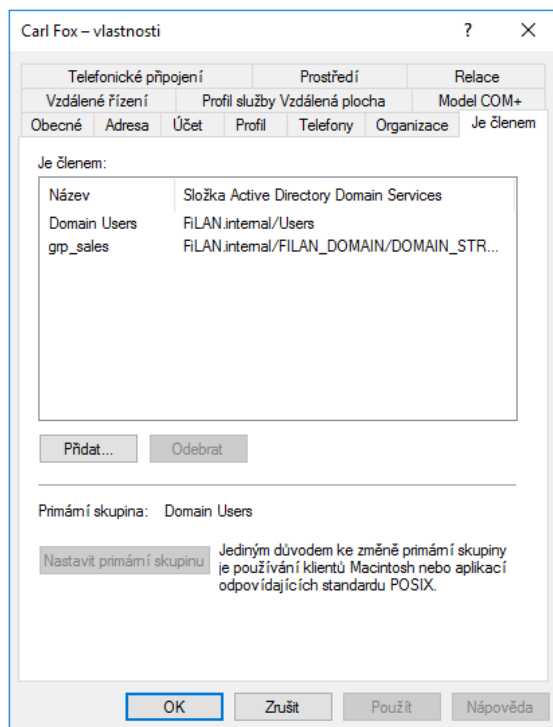 Carl Fox – vlastnosti
Telefonické připojení Prostředí Relace
Vzdálené řízení Profil služby Vzdálená plocha Model COM+
Obecné Adresa Účet Profil Telefony Organizace Je členem
Je členem:
Název Složka Active Directory Domain Services
Domain Users FiLAN.internal/Users
grp_sales FiLAN.internal/FILAN_DOMAIN/DOMAIN_STR...
Přidat... Odebrat
Primární skupina: Domain Users
Nastavit primární skupinu
Jediným důvodem ke změně primární skupiny
je používání klientů Macintosh nebo aplikací
odpovídajících standardu POSIX.
OK Zrušit Použít Nápověda